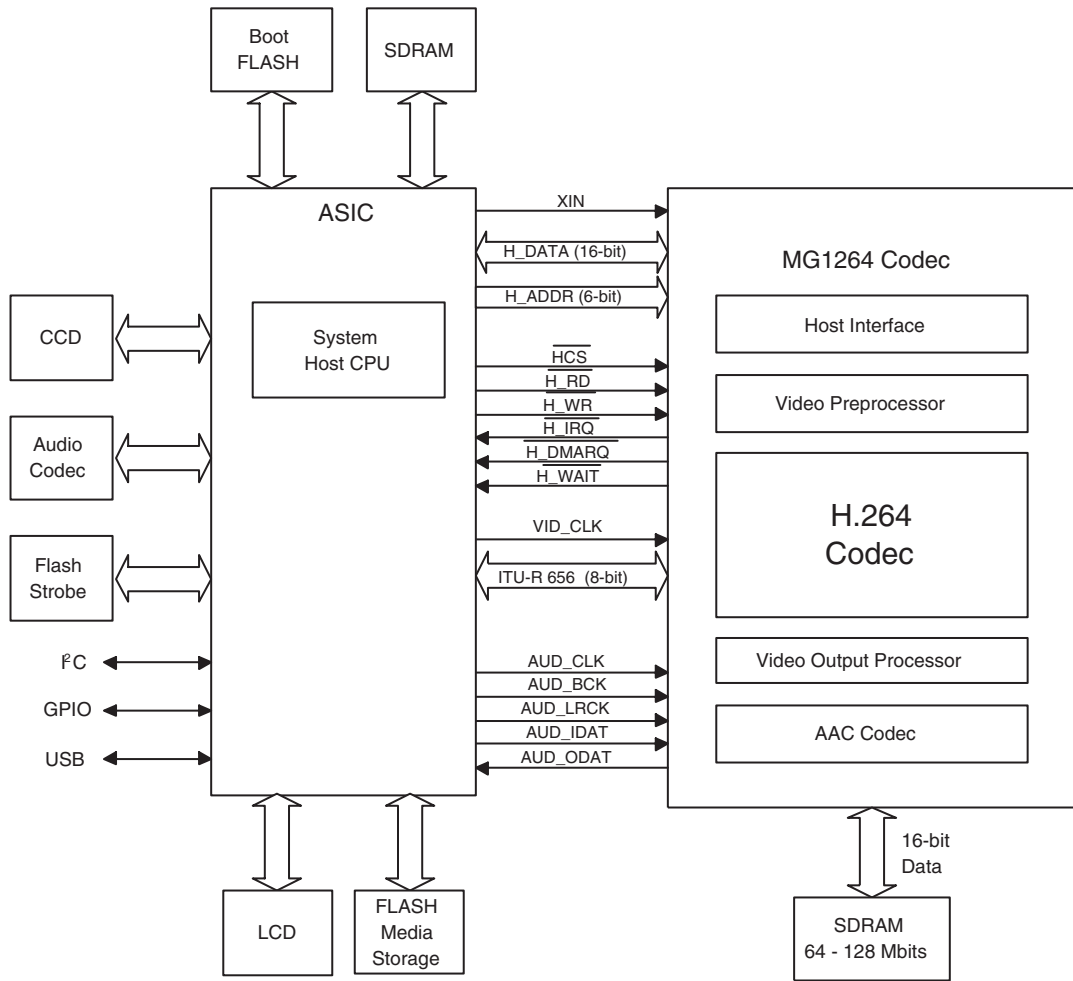 Boot
FLASH
SDRAM
ASIC
System
Host CPU
CCD
Audio
Codec
Flash
Strobe
I²C
GPIO
USB
XIN
H_DATA (16-bit)
H_ADDR (6-bit)
HCS
H_RD
H_WR
H_IRQ
H_DMARQ
H_WAIT
VID_CLK
ITU-R 656 (8-bit)
AUD_CLK
AUD_BCK
AUD_LRCK
AUD_IDAT
AUD_ODAT
MG1264 Codec
Host Interface
Video Preprocessor
H.264
Codec
Video Output Processor
AAC Codec
16-bit
Data
LCD
FLASH
Media
Storage
SDRAM
64 - 128 Mbits